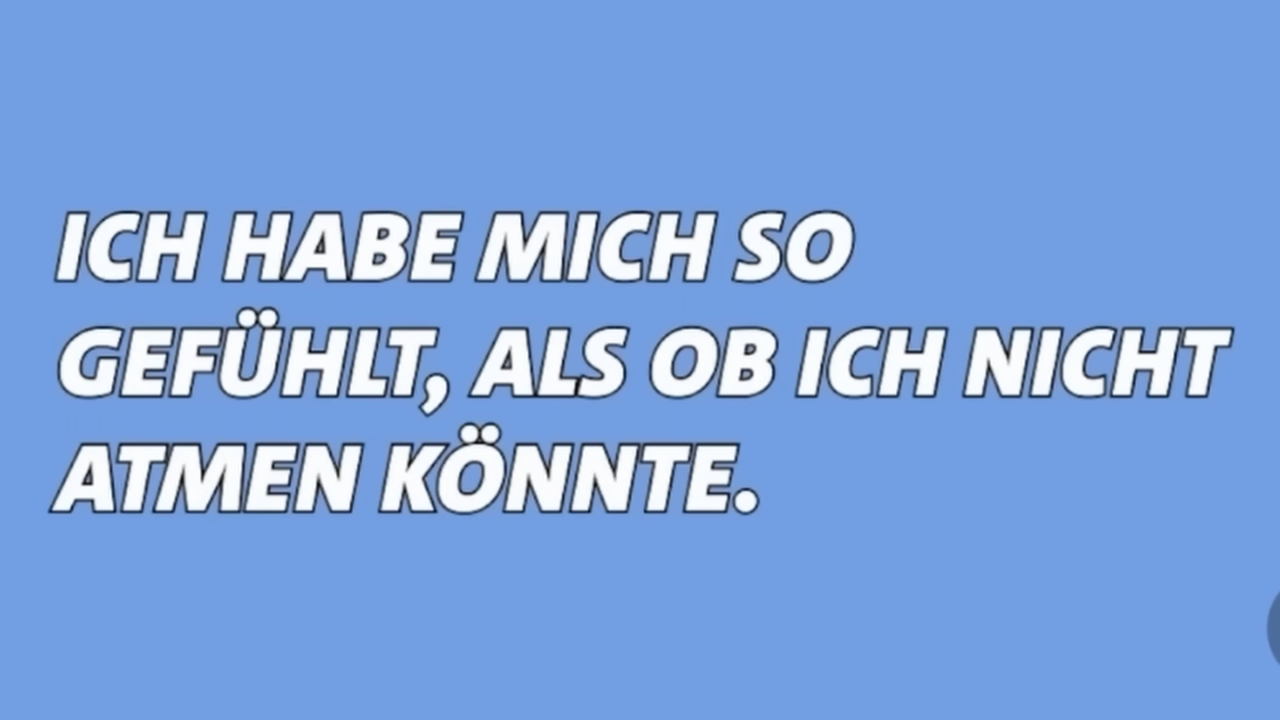 ICH HABE MICH SO
GEFÜHLT, ALS OB ICH NICHT
ATMEN KÖNNTE.